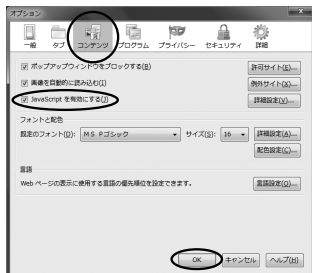 オプション
一般 タブ コンテンツ プログラム プライバシー セキュリティ 詳細
ポップアップウィンドウをブロックする(B) 許可サイト(E)...
画像を自動的に読み込む(I) 例外サイト(X)...
JavaScript を有効にする(J) 詳細設定(V)...
フォントと配色
既定のフォント(D): MS Pゴシック サイズ(S): 16 詳細設定(A)...
配色設定(C)...
言語
Web ページの表示に使用する言語の優先順位を設定できます。 言語設定(O)...
OK キャンセル ヘルプ(H)